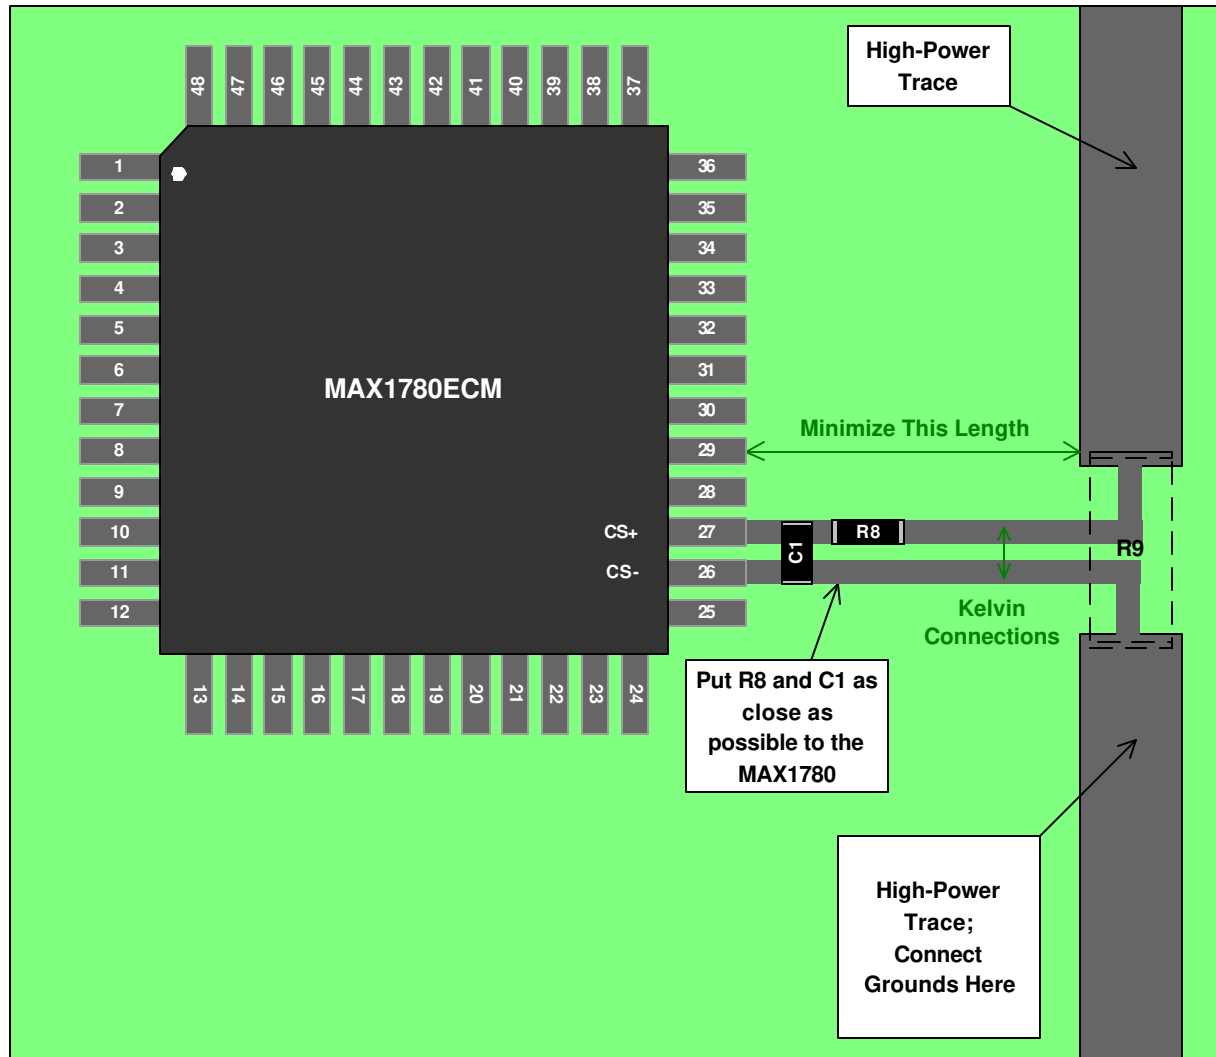 48 47 46 45 44 43 42 41 40 39 38 37
1
2
3
4
5
6
7
8
9
10
11
12
MAX1780ECM
CS+
CS-
36
35
34
33
32
31
30
29
28
27
26
25
13 14 15 16 17 18 19 20 21 22 23 24
High-Power
Trace
Minimize This Length
C1
R8
R9
Kelvin
Connections
Put R8 and C1 as
close as
possible to the
MAX1780
High-Power
Trace;
Connect
Grounds Here